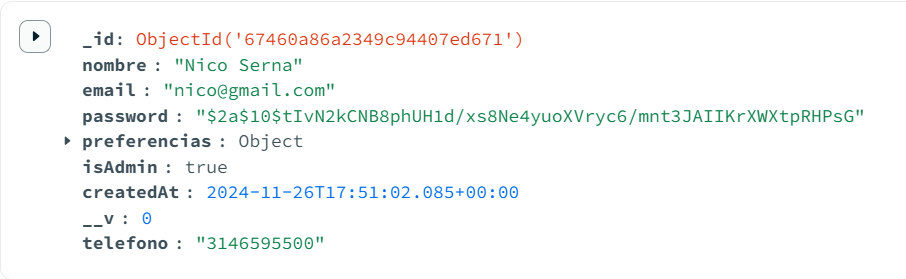 _id: ObjectId('67460a86a2349c94407ed671')
nombre : "Nico Serna"
email : "nico@gmail.com"
password : "$2a$10$tIvN2kCNB8phUH1d/xs8Ne4yuoXVryc6/mnt3JAIIKrXWXtpRHPsG"
preferencias : Object
isAdmin : true
createdAt : 2024-11-26T17:51:02.085+00:00
__v : 0
telefono : "3146595500"